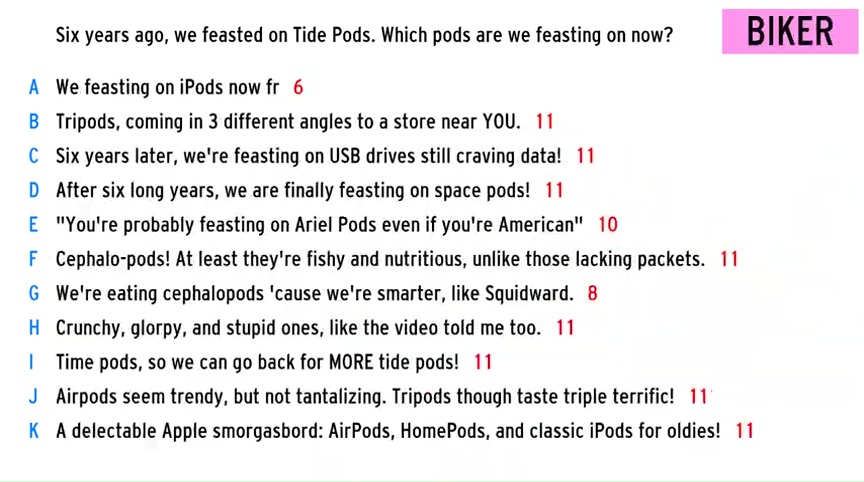 Six years ago, we feasted on Tide Pods. Which pods are we feasting on now?
BIKER
A We feasting on iPods now fr 6
B Tripods, coming in 3 different angles to a store near YOU. 11
C Six years later, we're feasting on USB drives still craving data! 11
D After six long years, we are finally feasting on space pods! 11
E "You're probably feasting on Ariel Pods even if you're American" 10
F Cephalo-pods! At least they're fishy and nutritious, unlike those lacking packets. 11
G We're eating cephalopods 'cause we're smarter, like Squidward. 8
H Crunchy, glorpy, and stupid ones, like the video told me too. 11
I Time pods, so we can go back for MORE tide pods! 11
J Airpods seem trendy, but not tantalizing. Tripods though taste triple terrific! 11
K A delectable Apple smorgasbord: AirPods, HomePods, and classic iPods for oldies! 11